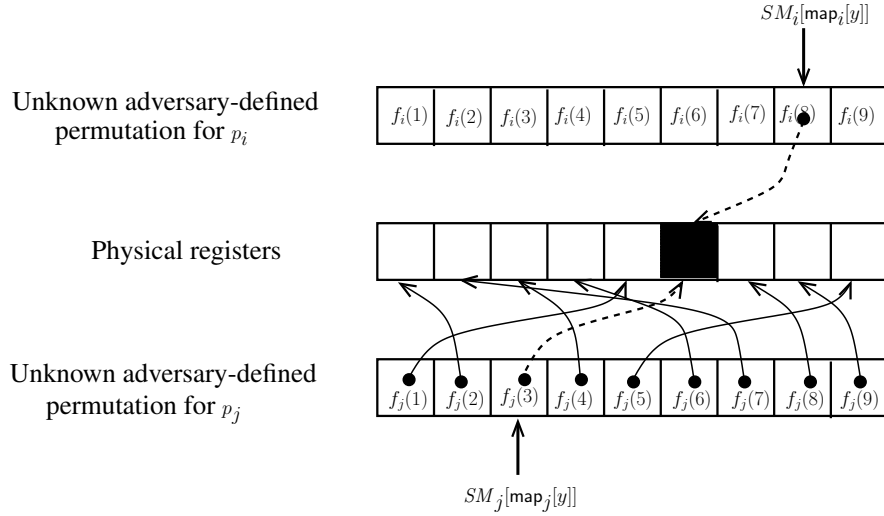 SM_i[map_i[y]]
Unknown adversary-defined
permutation for p_i
f_i(1) f_i(2) f_i(3) f_i(4) f_i(5) f_i(6) f_i(7) f_i(8) f_i(9)
Physical registers
Unknown adversary-defined
permutation for p_j
f_j(1) f_j(2) f_j(3) f_j(4) f_j(5) f_j(6) f_j(7) f_j(8) f_j(9)
SM_j[map_j[y]]